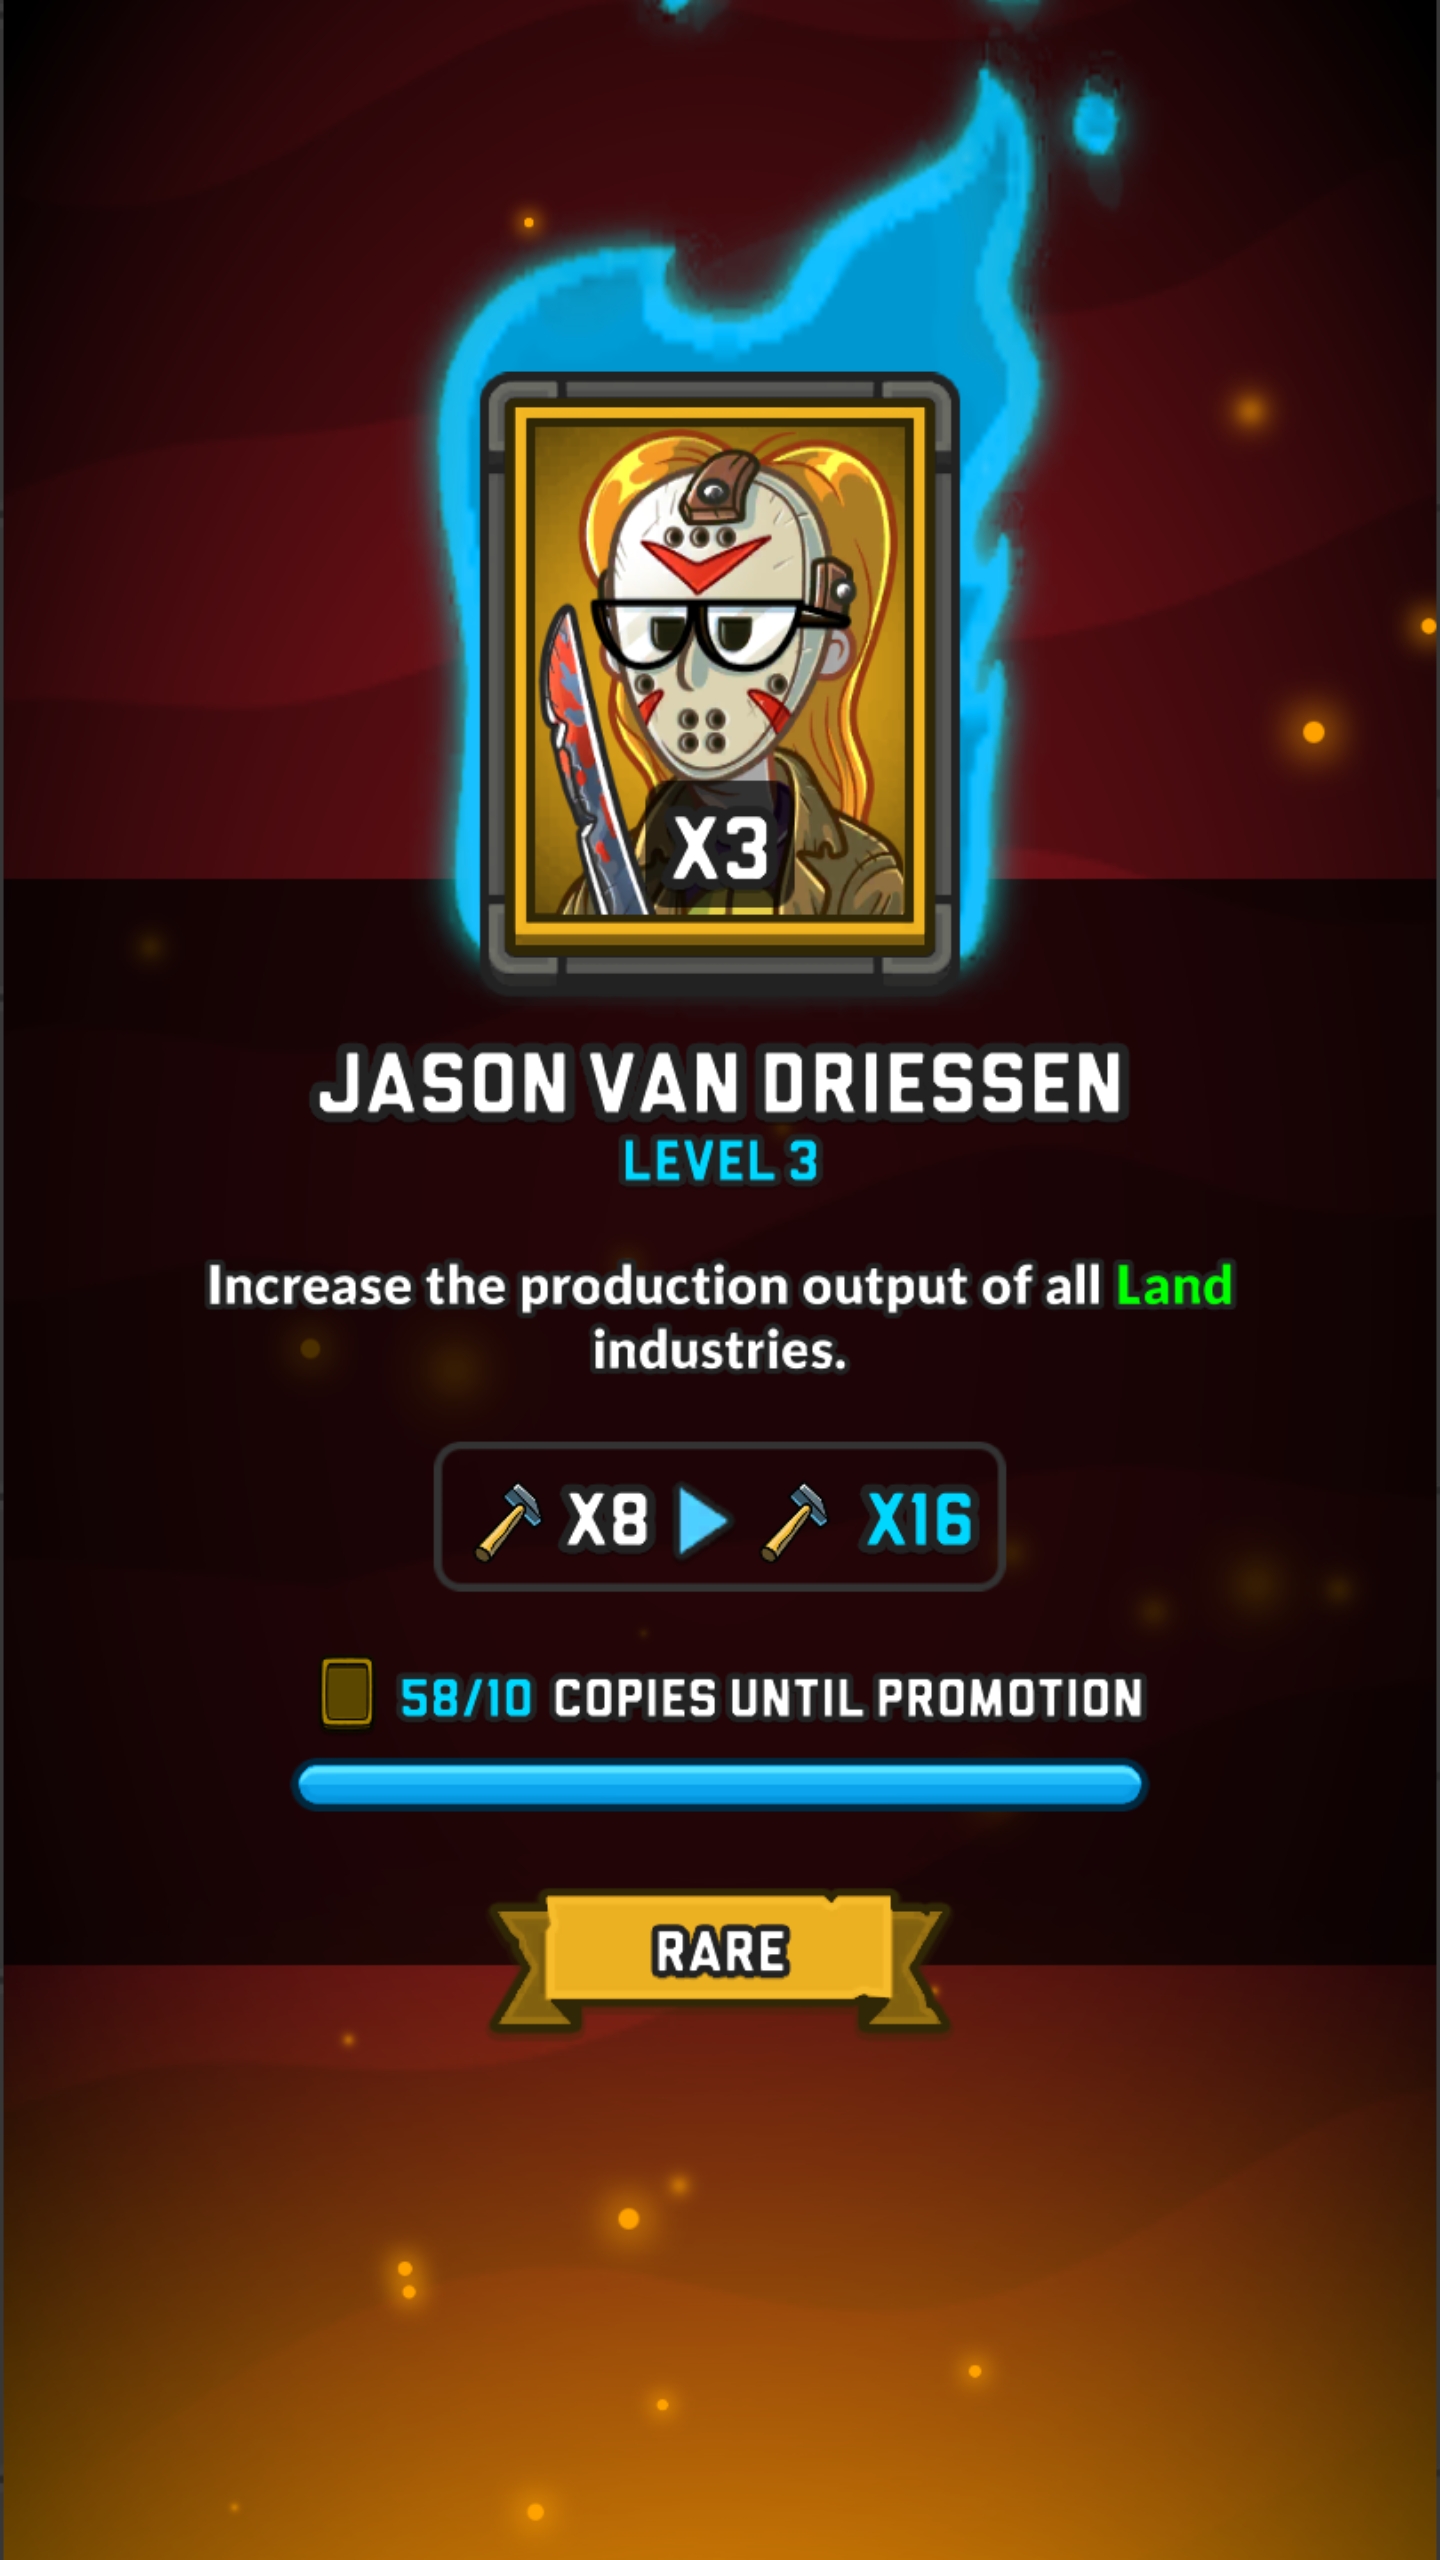 X3
JASON VAN DRIESSEN
LEVEL 3
Increase the production output of all Land
industries.
X8 X16
58/10 COPIES UNTIL PROMOTION
RARE